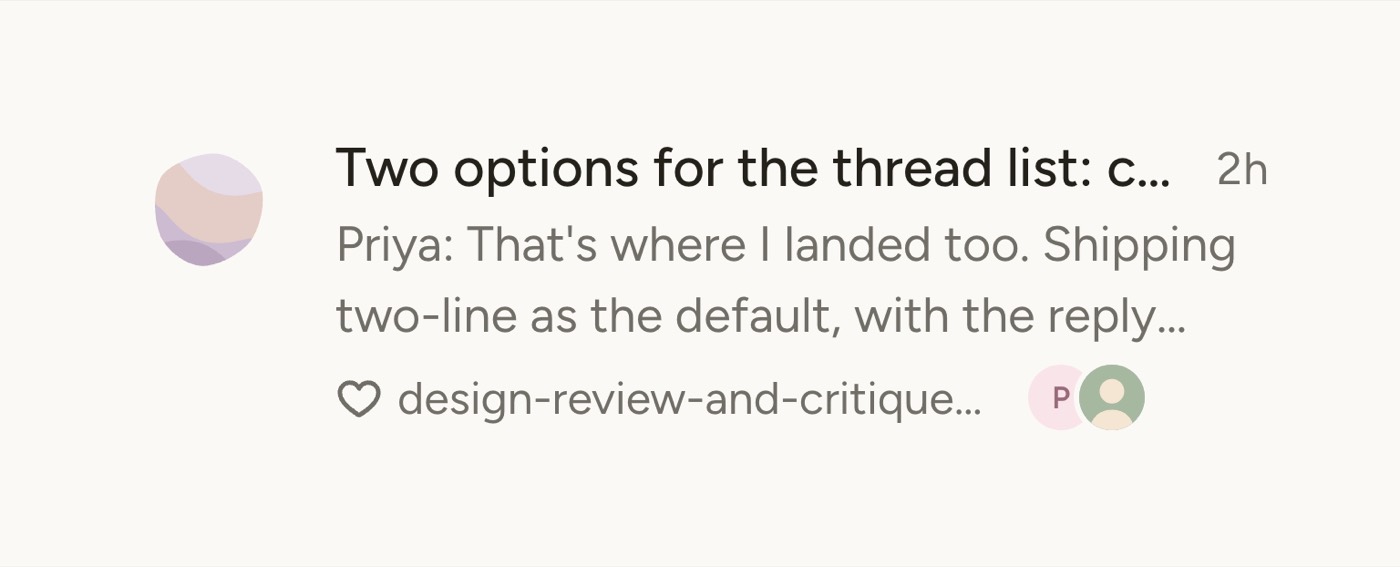 Two options for the thread list: c... 2h
Priya: That's where I landed too. Shipping
two-line as the default, with the reply...
design-review-and-critique... P